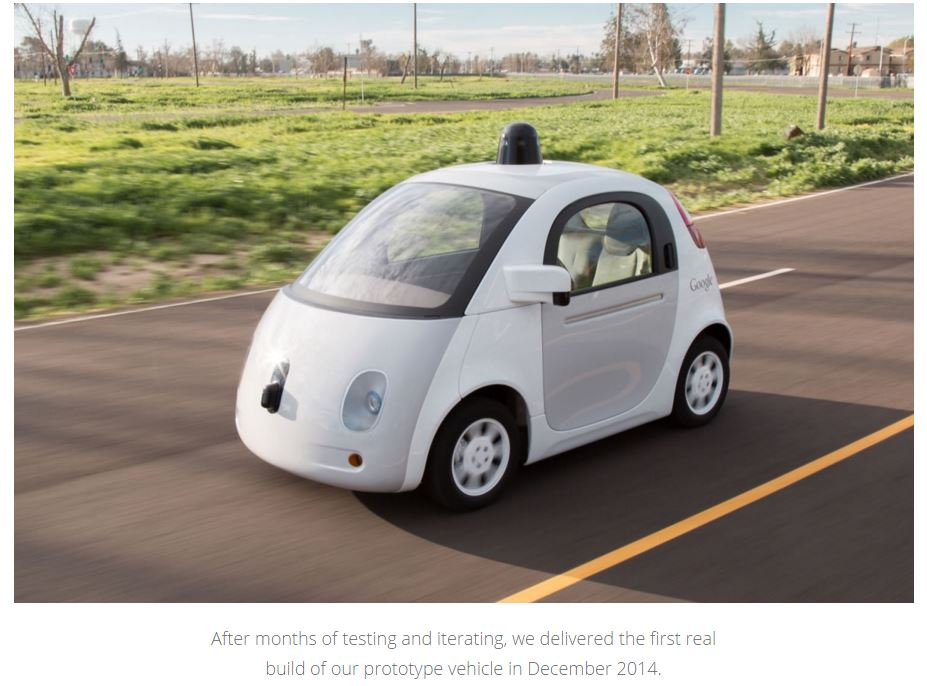 Google
After months of testing and iterating, we delivered the first real
build of our prototype vehicle in December 2014.